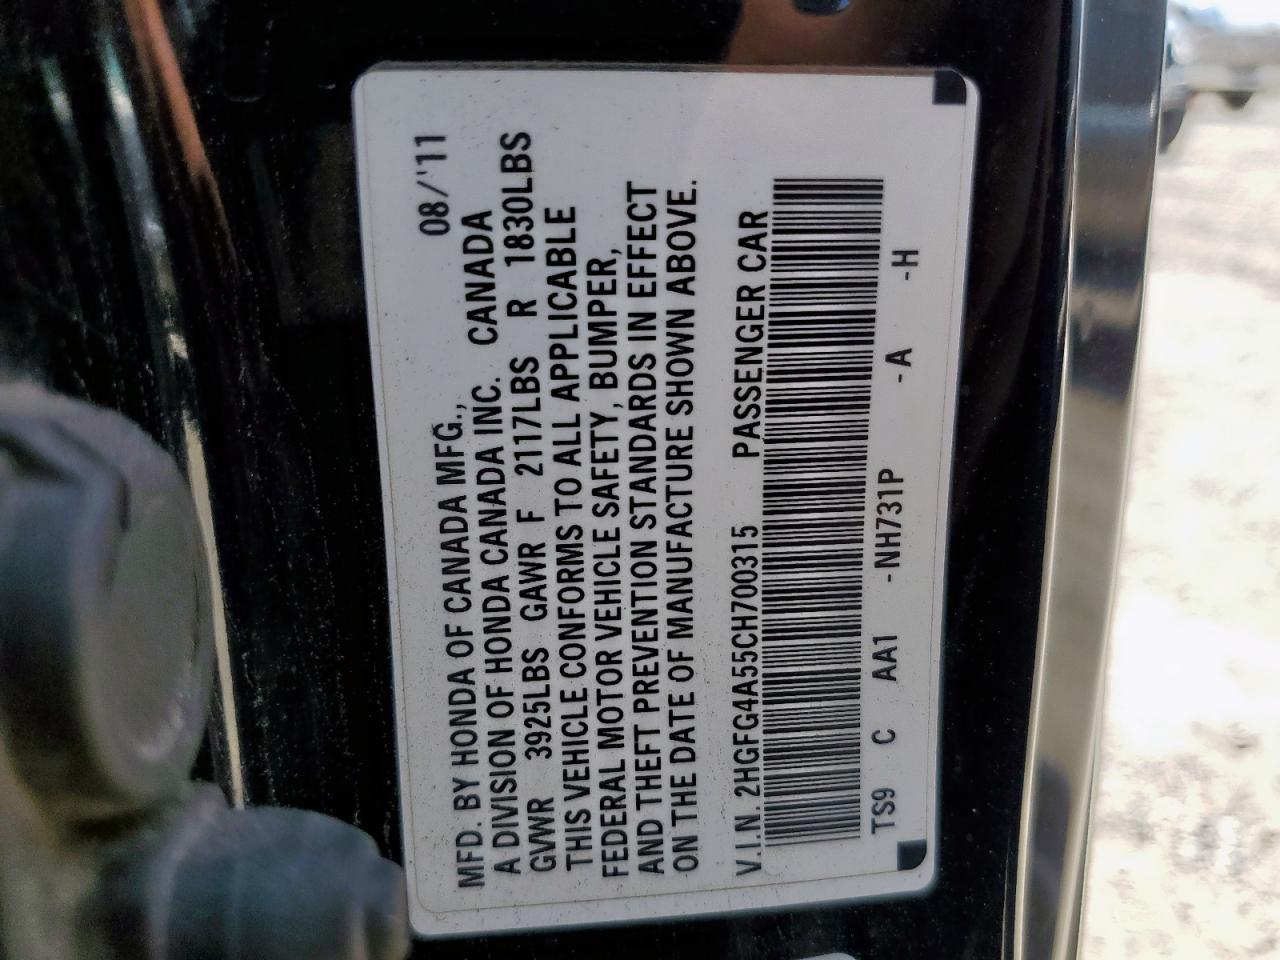 MFD. BY HONDA OF CANADA MFG., 08/'11
A DIVISION OF HONDA CANADA INC. CANADA
GVWR 3925LBS GAWR F 2117LBS R 1830LBS
THIS VEHICLE CONFORMS TO ALL APPLICABLE
FEDERAL MOTOR VEHICLE SAFETY, BUMPER,
AND THEFT PREVENTION STANDARDS IN EFFECT
ON THE DATE OF MANUFACTURE SHOWN ABOVE.
V.I.N. 2HGFG4A55CH700315 PASSENGER CAR
TS9 C AA1 -NH731P -A -H